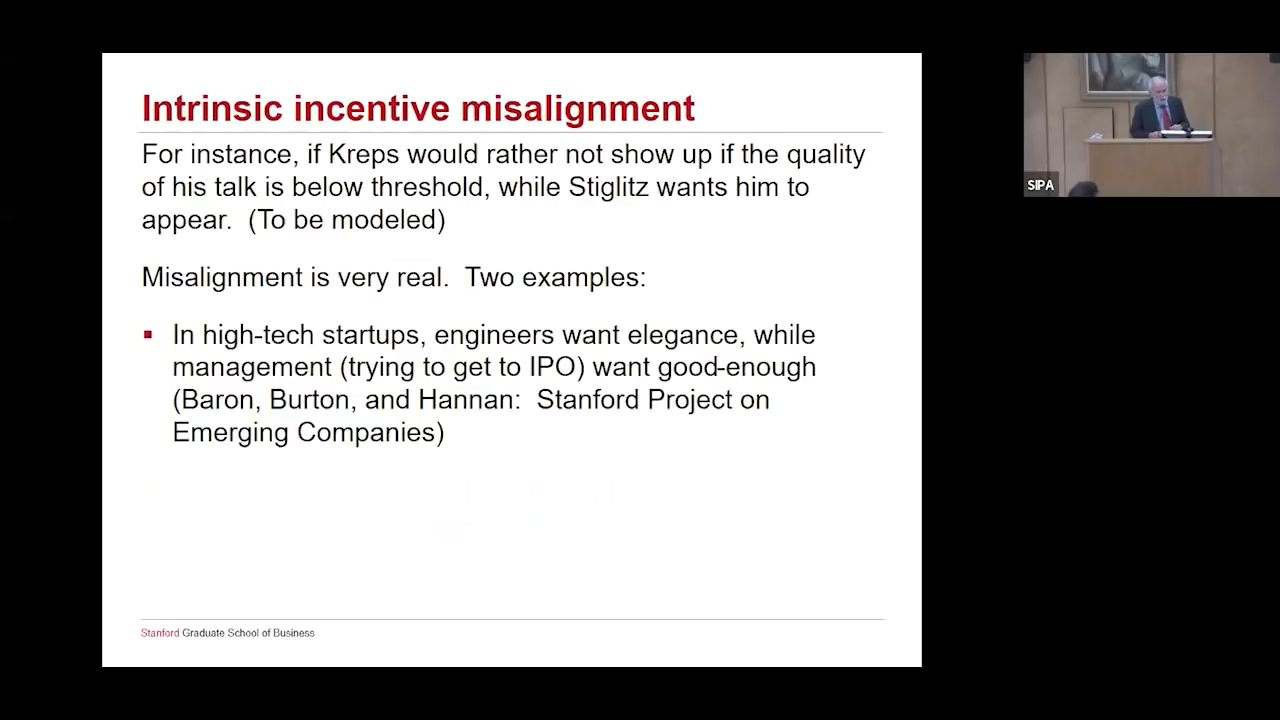 Intrinsic incentive misalignment
For instance, if Kreps would rather not show up if the quality
of his talk is below threshold, while Stiglitz wants him to
appear. (To be modeled)
Misalignment is very real. Two examples:
In high-tech startups, engineers want elegance, while
management (trying to get to IPO) want good-enough
(Baron, Burton, and Hannan: Stanford Project on
Emerging Companies)
Stanford Graduate School of Business
SIPA